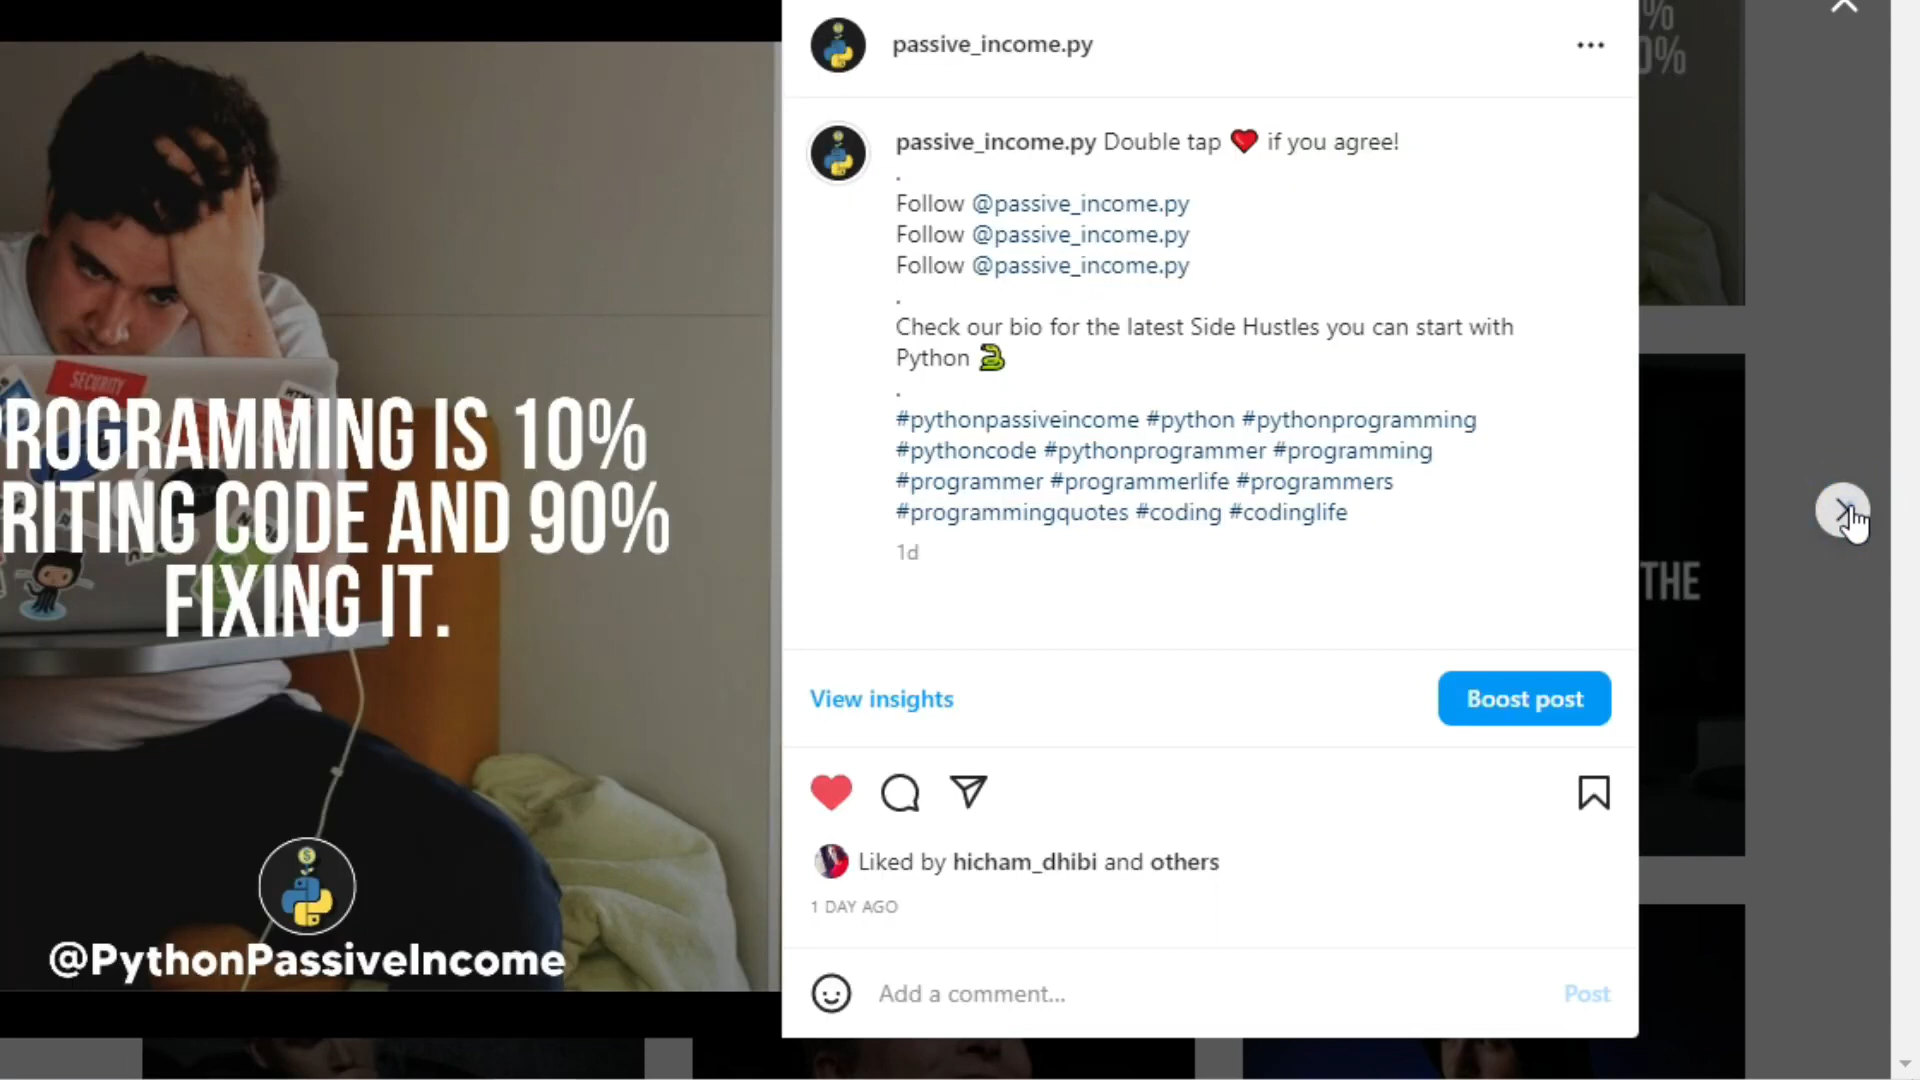 passive_income.py
passive_income.py Double tap ❤️ if you agree!
.
Follow @passive_income.py
Follow @passive_income.py
Follow @passive_income.py
.
Check our bio for the latest Side Hustles you can start with
Python 🐍
.
#pythonpassiveincome #python #pythonprogramming
#pythoncode #pythonprogrammer #programming
#programmer #programmerlife #programmers
#programmingquotes #coding #codinglife
1d
View insights
Boost post
Liked by hicham_dhibi and others
1 DAY AGO
Add a comment...
Post
SECURITY
ROGRAMMING IS 10%
RITING CODE AND 90%
FIXING IT.
@PythonPassiveIncome
%
0%
THE